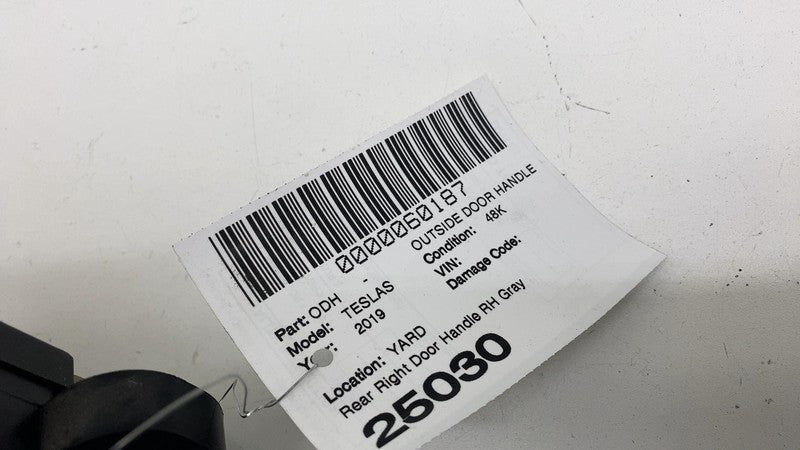 0000060187
Part: ODH - OUTSIDE DOOR HANDLE
Model: TESLAS Condition: 48K
Year: 2019 VIN:
Damage Code:
Location: YARD
Rear Right Door Handle RH Gray
25030